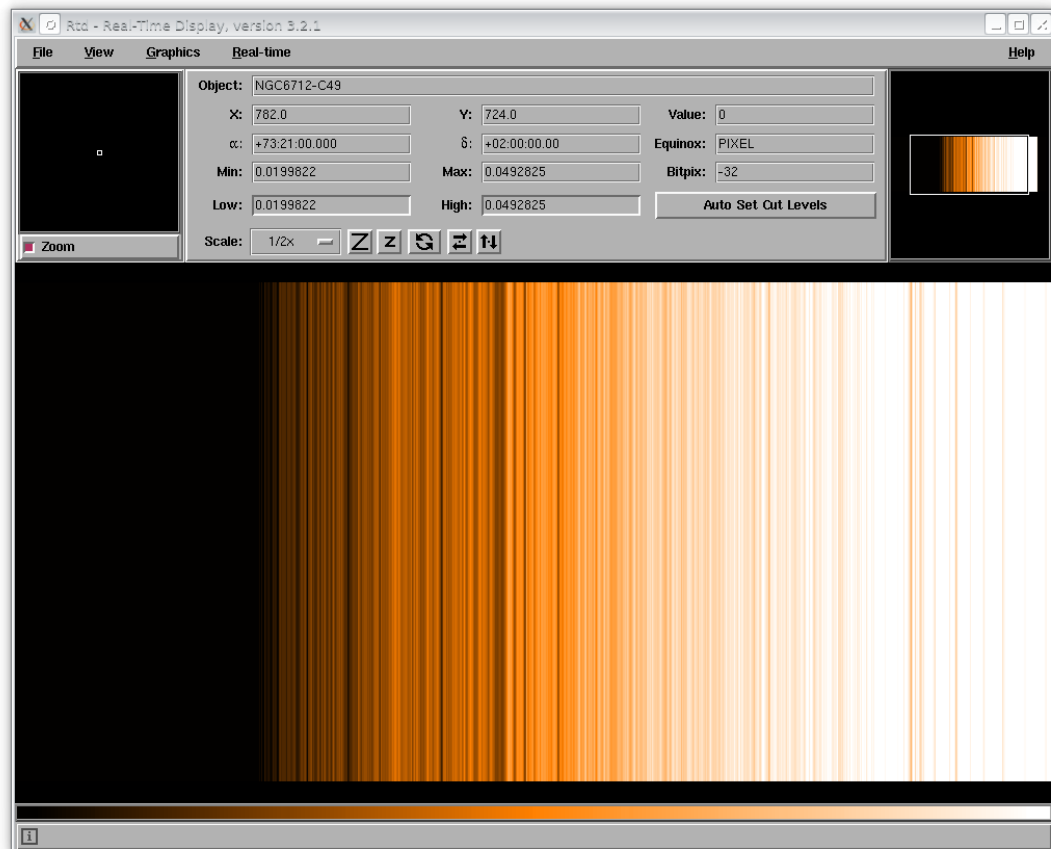 Rtd - Real-Time Display, version 3.2.1
File View Graphics Real-time Help
Object: NGC6712-C49
X: 782.0 Y: 724.0 Value: 0
α: +73:21:00.000 δ: +02:00:00.00 Equinox: PIXEL
Min: 0.0199822 Max: 0.0492825 Bitpix: -32
Low: 0.0199822 High: 0.0492825 Auto Set Cut Levels
Zoom Scale: 1/2x Z z